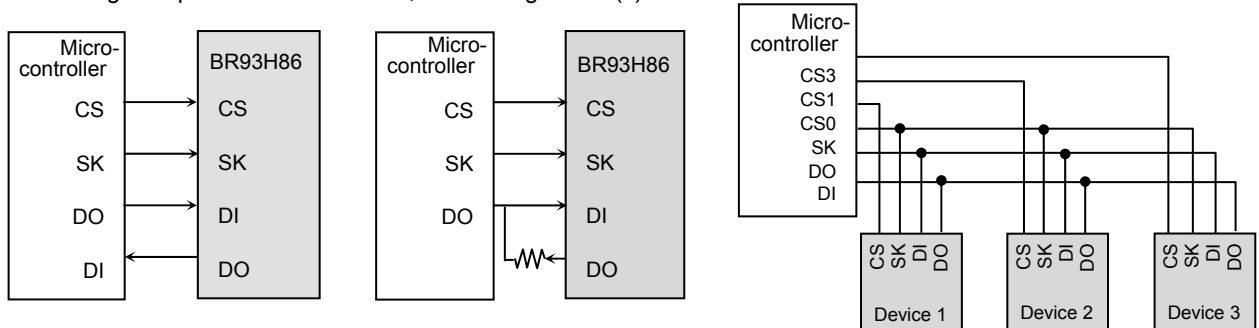 Micro-
controller
CS
SK
DO
DI
BR93H86
CS
SK
DI
DO
Micro-
controller
CS
SK
DO
BR93H86
CS
SK
DI
DO
Micro-
controller
CS3
CS1
CS0
SK
DO
DI
CS
SK
DI
DO
Device 1
CS
SK
DI
DO
Device 2
CS
SK
DI
DO
Device 3